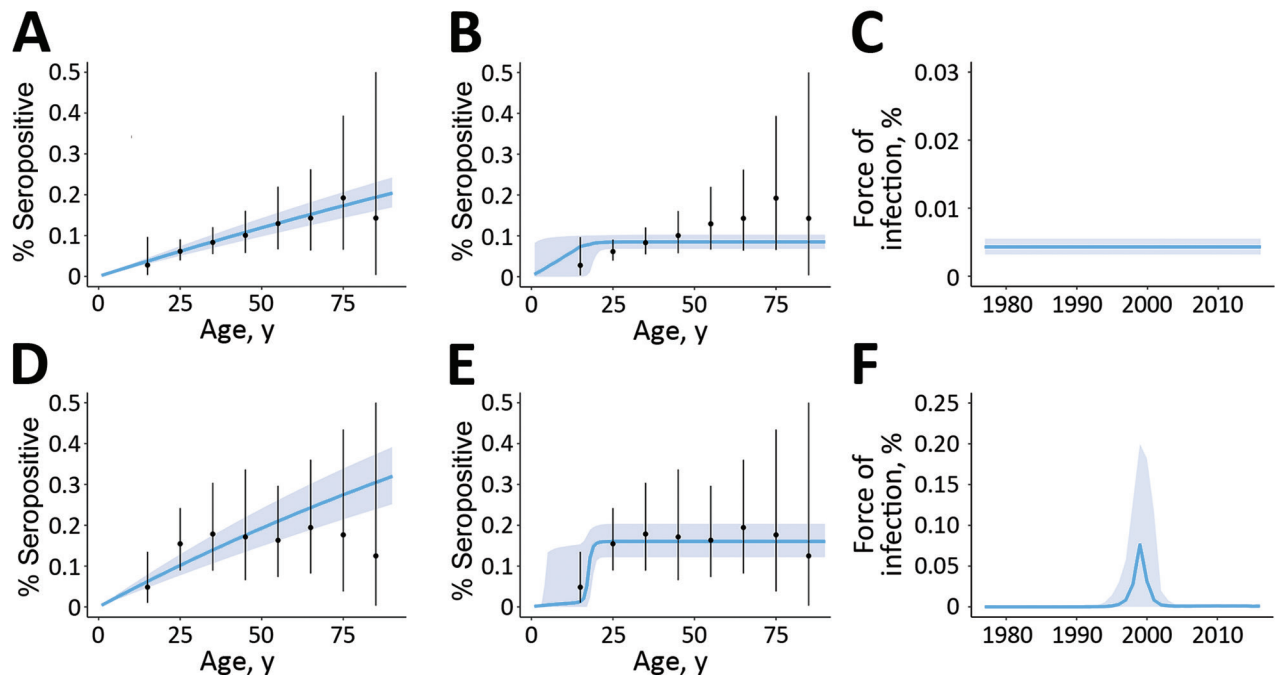 A
% Seropositive
0.5
0.4
0.3
0.2
0.1
0
0 25 50 75
Age, y
B
% Seropositive
0.5
0.4
0.3
0.2
0.1
0
0 25 50 75
Age, y
C
Force of
infection, %
0.03
0.02
0.01
0
1980 1990 2000 2010
D
% Seropositive
0.5
0.4
0.3
0.2
0.1
0
0 25 50 75
Age, y
E
% Seropositive
0.5
0.4
0.3
0.2
0.1
0
0 25 50 75
Age, y
F
Force of
infection, %
0.25
0.20
0.15
0.10
0.05
0
1980 1990 2000 2010